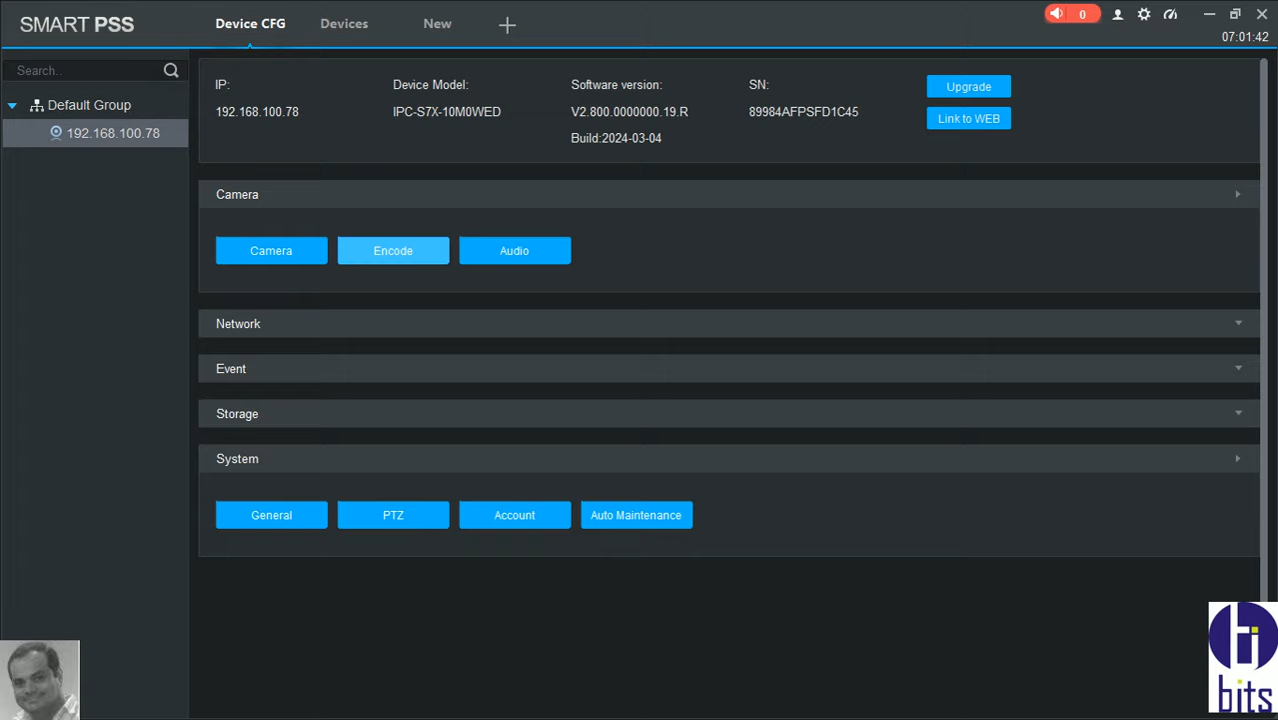 SMART PSS
Device CFG
Devices
New
0
07:01:42
Search..
Default Group
192.168.100.78
IP:
192.168.100.78
Device Model:
IPC-S7X-10M0WED
Software version:
V2.800.0000000.19.R
Build:2024-03-04
SN:
89984AFPSFD1C45
Upgrade
Link to WEB
Camera
Camera
Encode
Audio
Network
Event
Storage
System
General
PTZ
Account
Auto Maintenance
bits